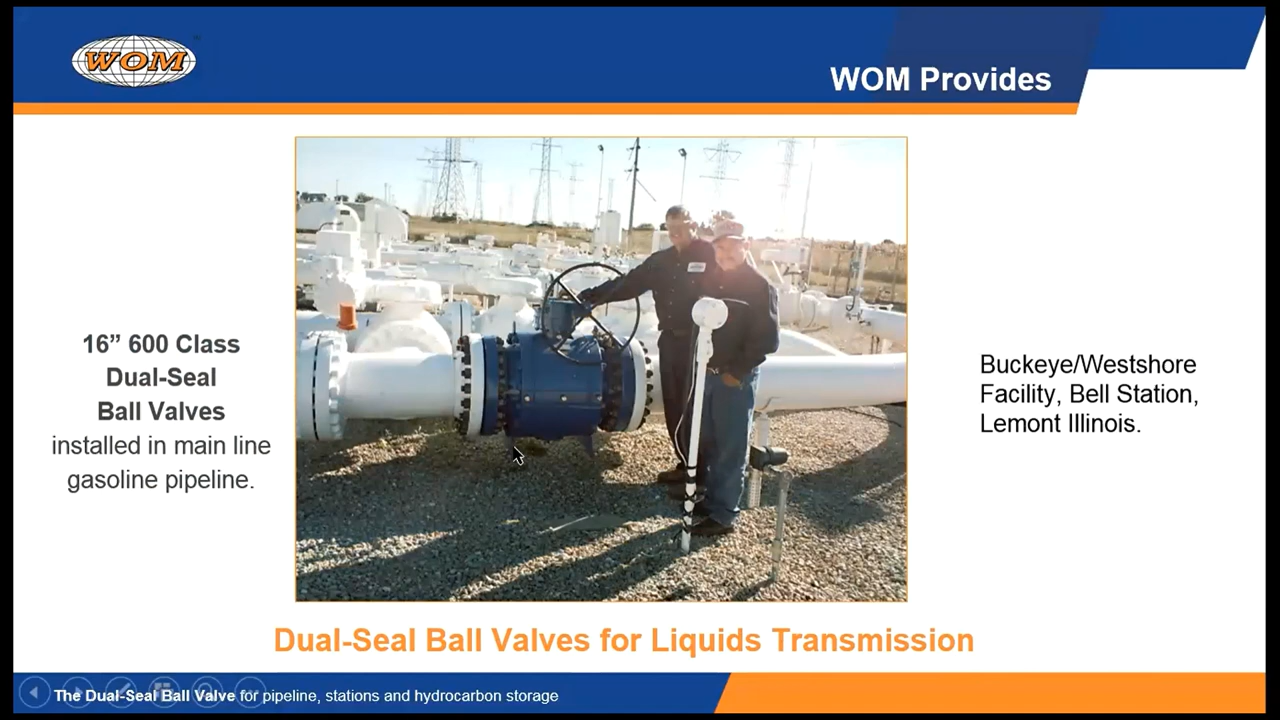 WOM
WOM Provides
16” 600 Class
Dual-Seal
Ball Valves
installed in main line
gasoline pipeline.
Buckeye/Westshore
Facility, Bell Station,
Lemont Illinois.
Dual-Seal Ball Valves for Liquids Transmission
The Dual-Seal Ball Valve for pipeline, stations and hydrocarbon storage